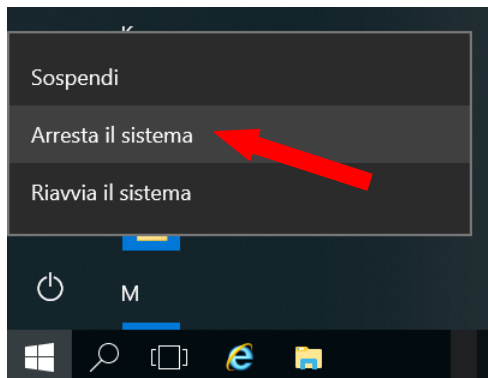 K
Sospendi
Arresta il sistema
Riavvia il sistema
M